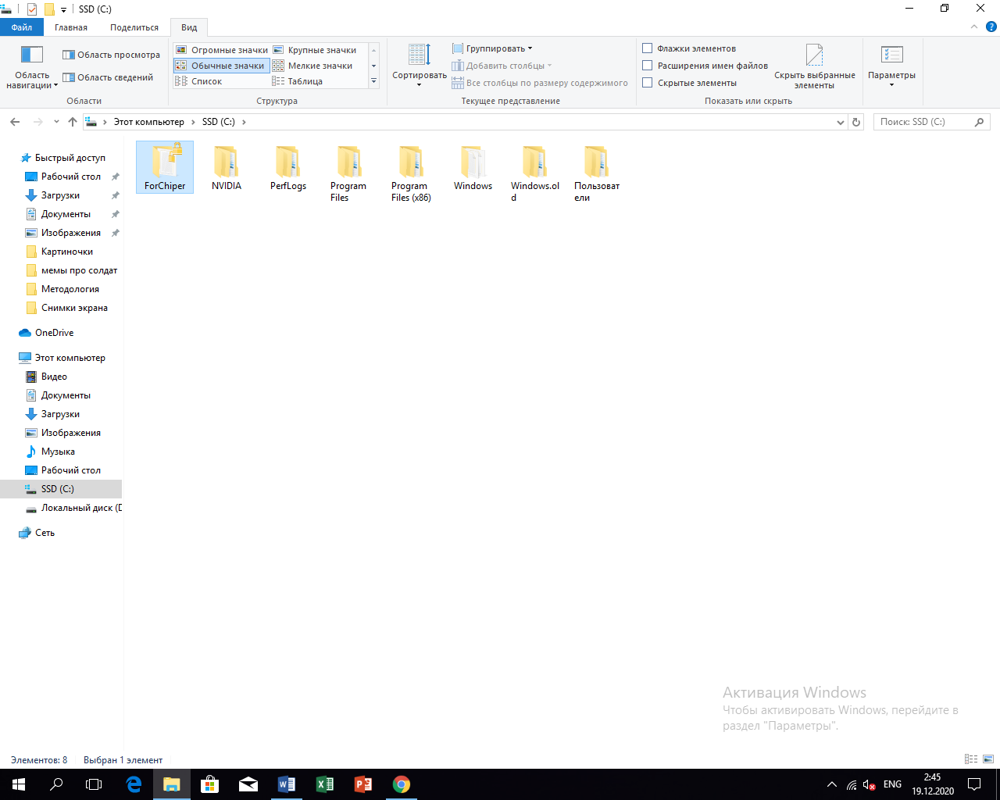 SSD (C:)
Файл Главная Поделиться Вид
Область навигации
Область просмотра
Область сведений
Области
Огромные значки Крупные значки
Обычные значки Мелкие значки
Список Таблица
Структура
Сортировать
Группировать
Добавить столбцы
Все столбцы по размеру содержимого
Текущее представление
Флажки элементов
Расширения имен файлов
Скрытые элементы
Скрыть выбранные
элементы
Показать или скрыть
Параметры
Этот компьютер > SSD (C:) >
Поиск: SSD (C:)
Быстрый доступ
Рабочий стол
Загрузки
Документы
Изображения
Картиночки
мемы про солдат
Методология
Снимки экрана
OneDrive
Этот компьютер
Видео
Документы
Загрузки
Изображения
Музыка
Рабочий стол
SSD (C:)
Локальный диск (D
Сеть
ForChiper
NVIDIA
PerfLogs
Program
Files
Program
Files (x86)
Windows
Windows.ol
d
Пользоват
ели
Активация Windows
Чтобы активировать Windows, перейдите в
раздел "Параметры".
Элементов: 8 Выбран 1 элемент
ENG
2:45
19.12.2020